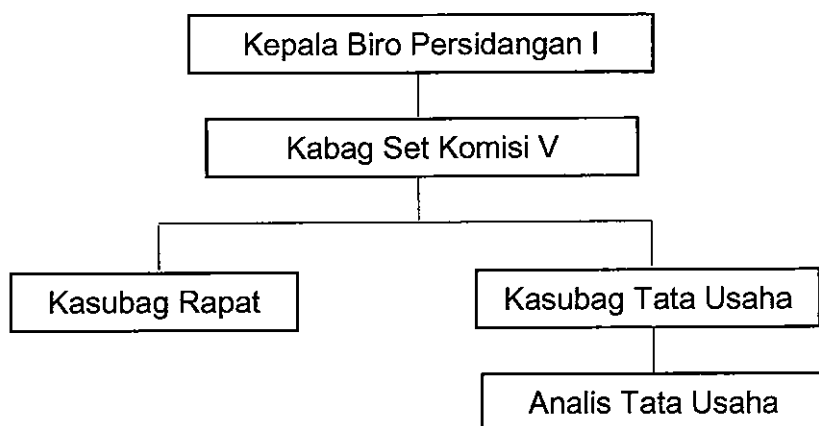 Kepala Biro Persidangan I
Kabag Set Komisi V
Kasubag Rapat
Kasubag Tata Usaha
Analis Tata Usaha